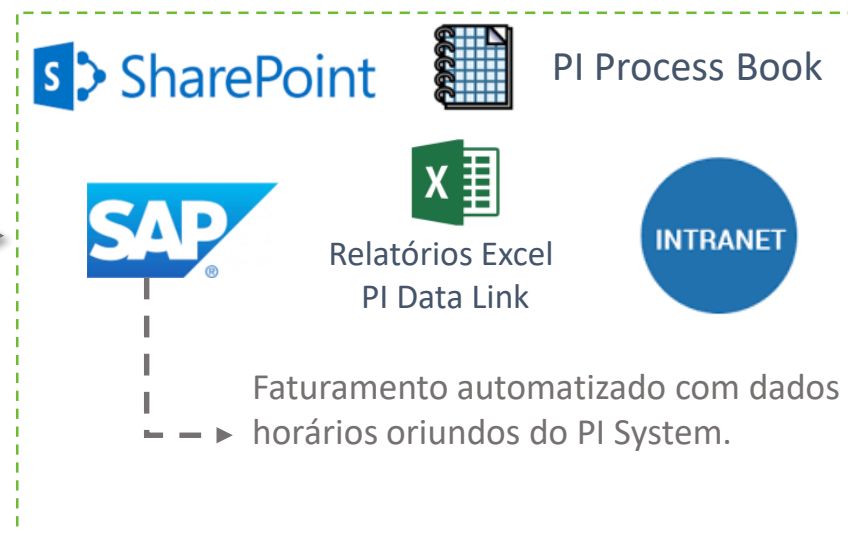 S SharePoint
PI Process Book
SAP ®
X
Relatórios Excel
PI Data Link
INTRANET
Faturamento automatizado com dados
horários oriundos do PI System.